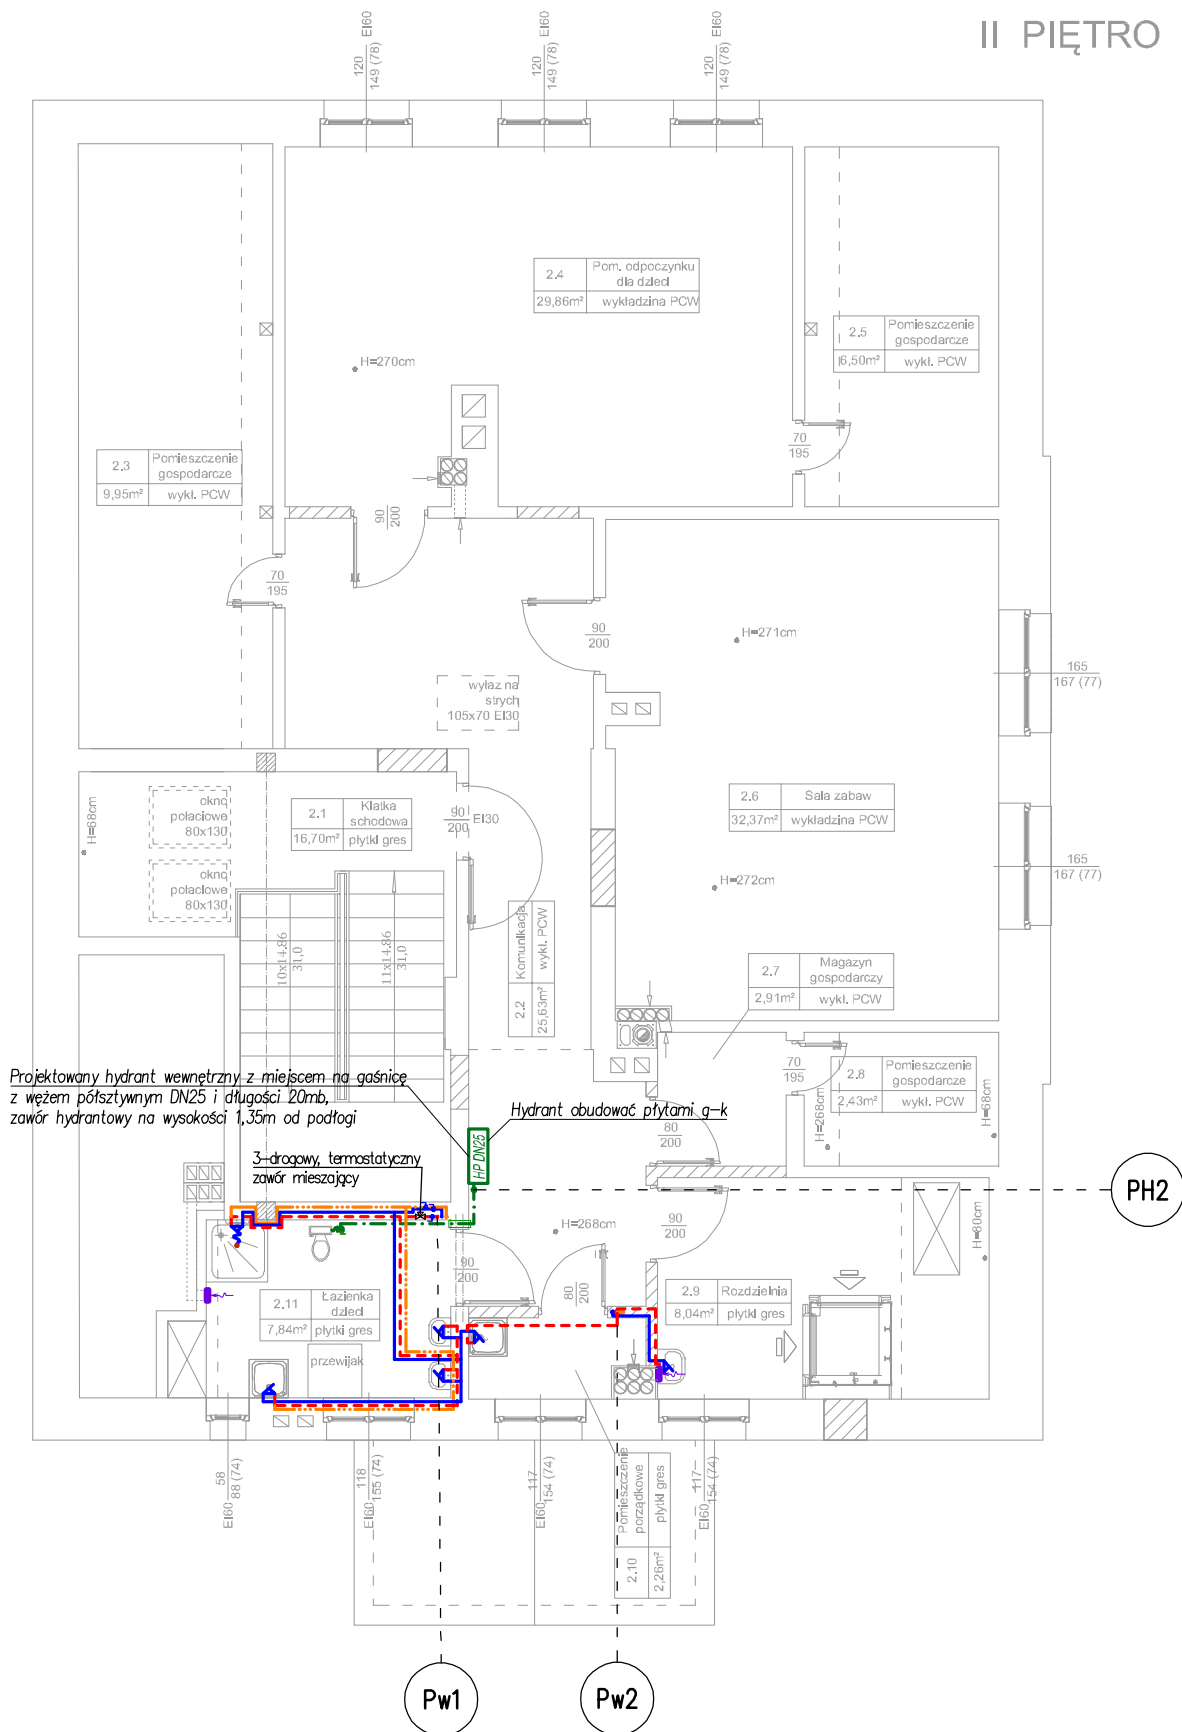 II PIĘTRO
120
149 (78)
EI60
120
149 (78)
EI60
120
149 (78)
EI60
2.4
Pom. odpoczynku
dla dzieci
29,86m²
wykładzina PCW
2.5
Pomieszczenie
gospodarcze
6,50m²
wykł. PCW
H=270cm
70
195
2.3
Pomieszczenie
gospodarcze
9,95m²
wykł. PCW
90
200
70
195
90
200
H=271cm
165
167 (77)
wyłaz na
strych
105x70 EI30
H=68cm
okno
połaciowe
80x130
2.1
Klatka
schodowa
16,70m²
płytki gres
90
200
EI30
2.6
Sala zabaw
32,37m²
wykładzina PCW
165
167 (77)
okno
połaciowe
80x130
H=272cm
10x14.86
31,0
11x14.86
31,0
2.2
Komunikacja
25,63m²
wykł. PCW
2.7
Magazyn
gospodarczy
2,91m²
wykł. PCW
Projektowany hydrant wewnętrzny z miejscem na gaśnicę
z wężem półsztywnym DN25 i długości 20mb,
zawór hydrantowy na wysokości 1,35m od podłogi
Hydrant obudować płytami g-k
70
195
2.8
Pomieszczenie
gospodarcze
2,43m²
wykł. PCW
H=268cm
H=68cm
80
200
3-drogowy, termostatyczny
zawór mieszający
HP DN25
PH2
H=268cm
90
200
H=80cm
90
200
80
200
2.9
Rozdzielnia
8,04m²
płytki gres
2.11
Łazienka
dzieci
7,84m²
płytki gres
przewijak
58
88 (74)
EI60
118
155 (74)
EI60
117
154 (74)
EI60
117
154 (74)
EI60
2.10
Pomieszczenie
porządkowe
2,26m²
płytki gres
Pw1
Pw2